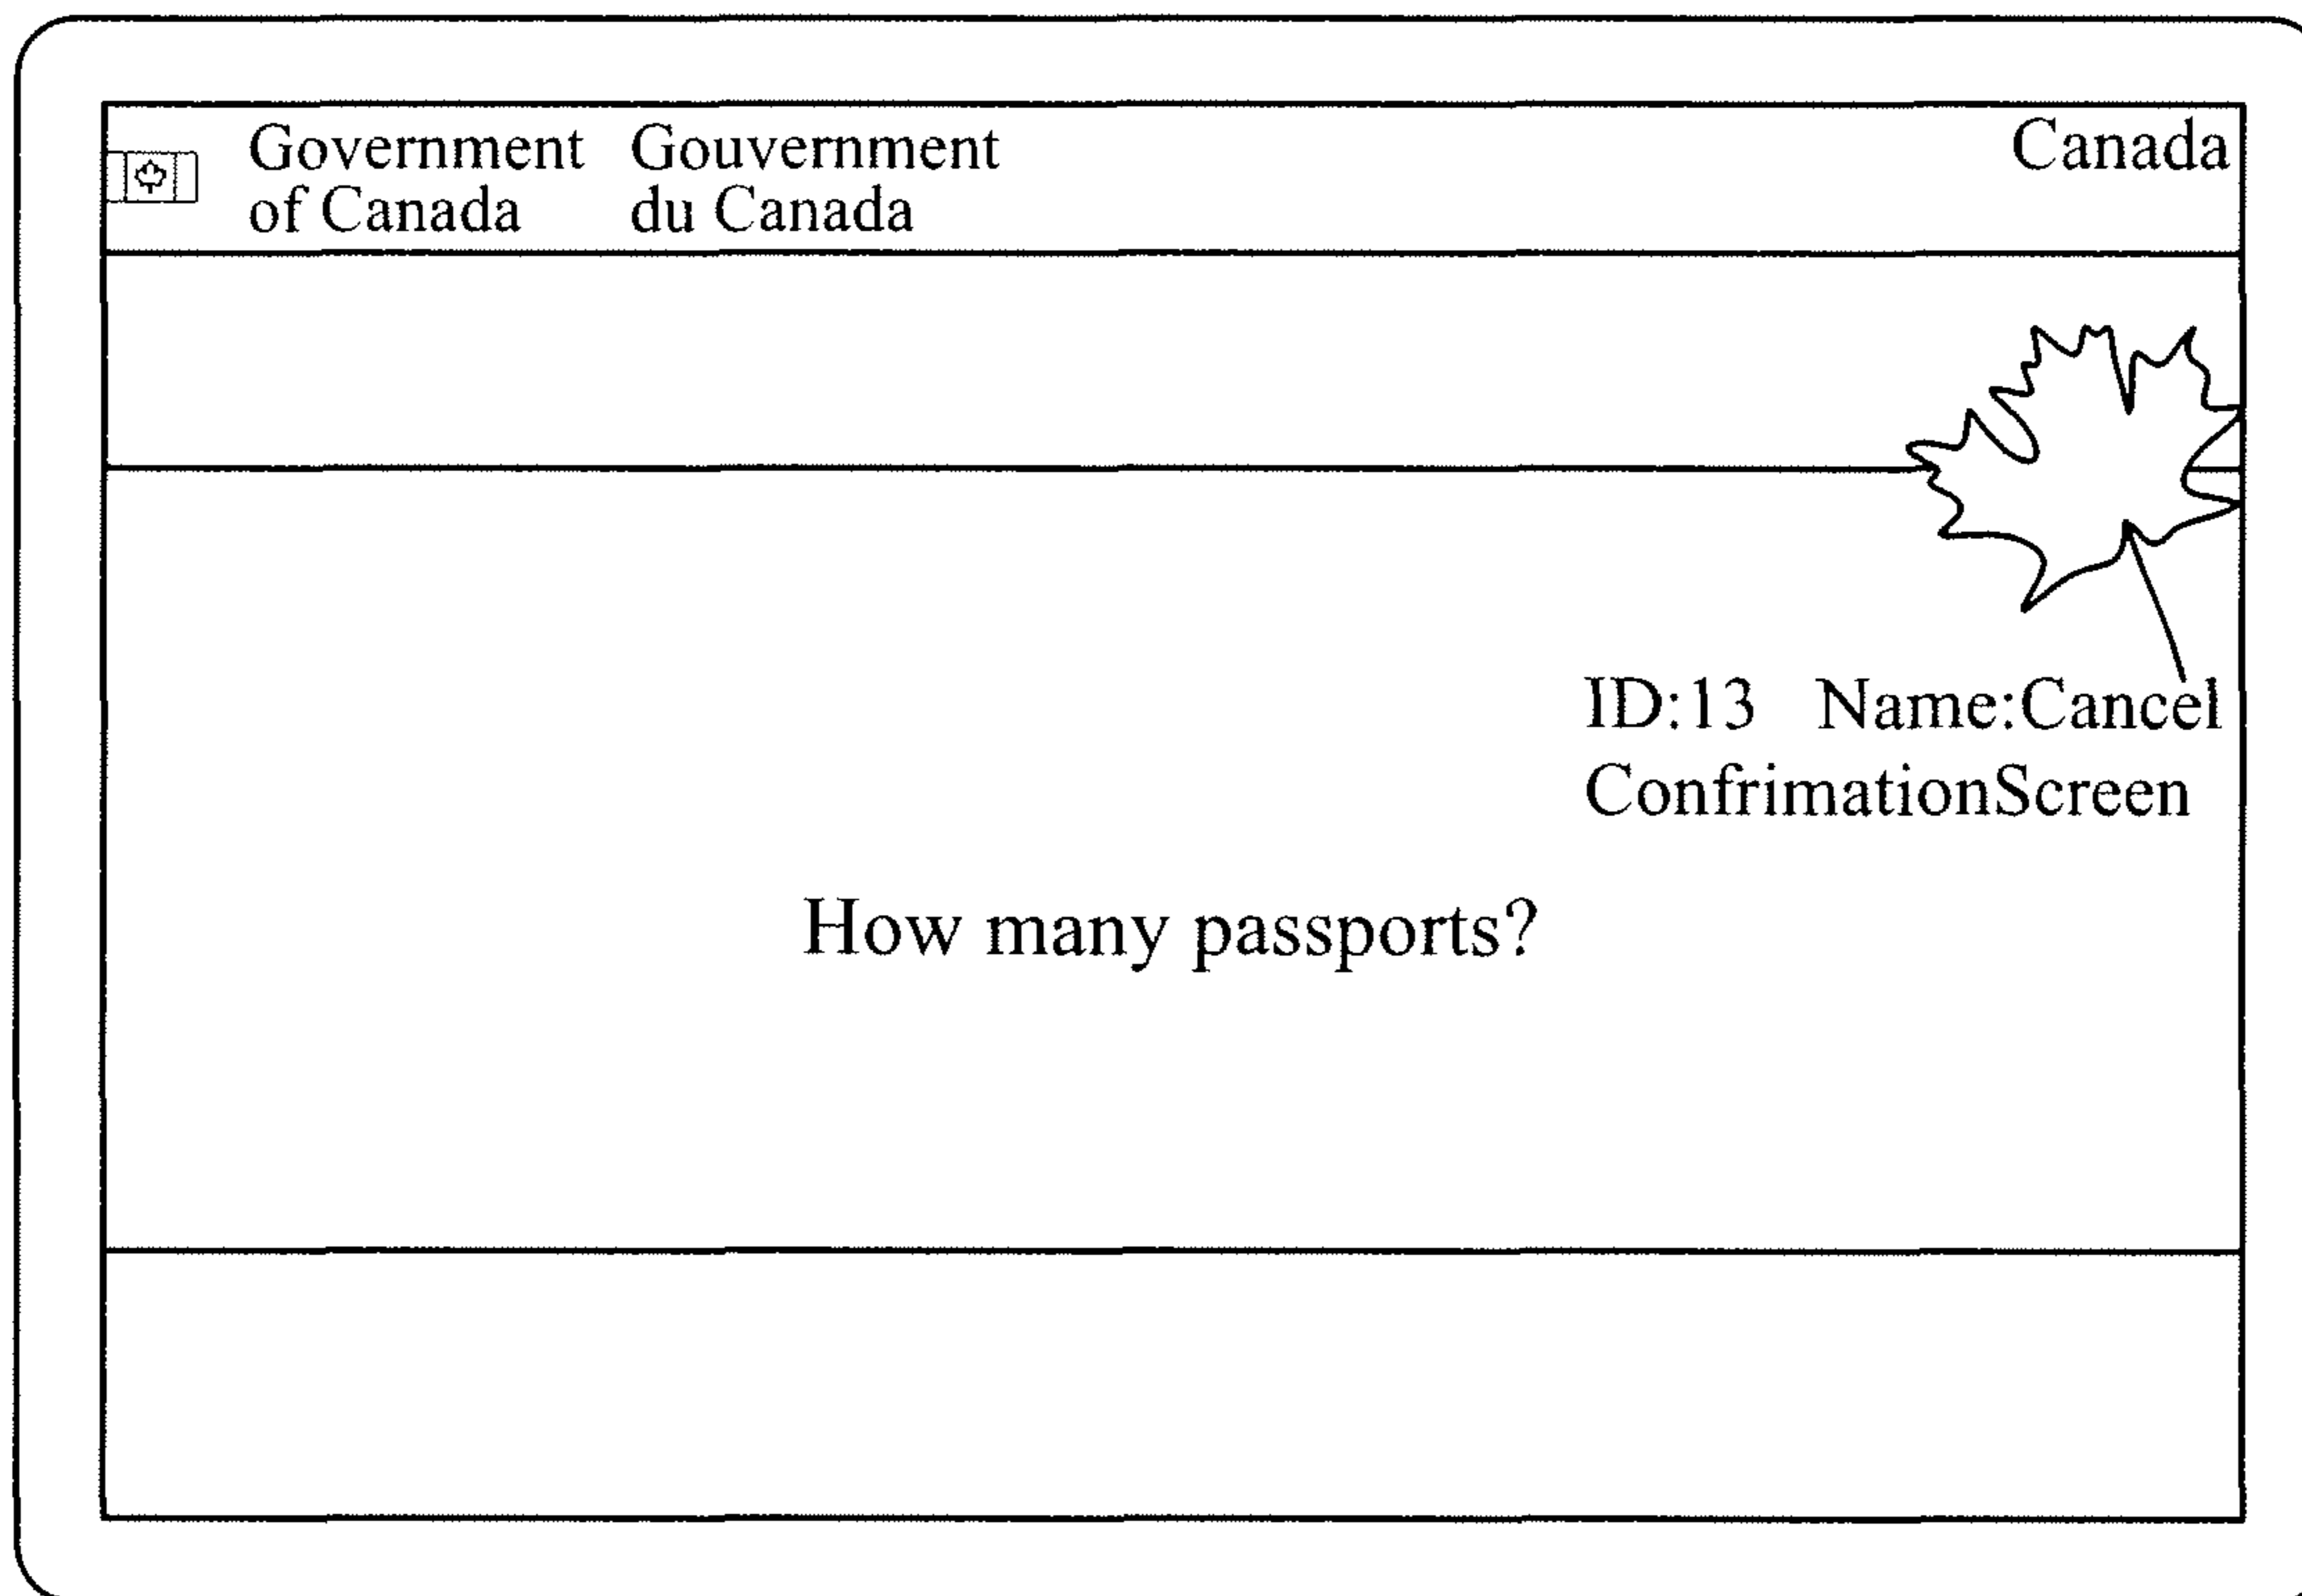 Government
of Canada
Gouvernment
du Canada
Canada
ID:13 Name:Cancel
ConfrimationScreen
How many passports?